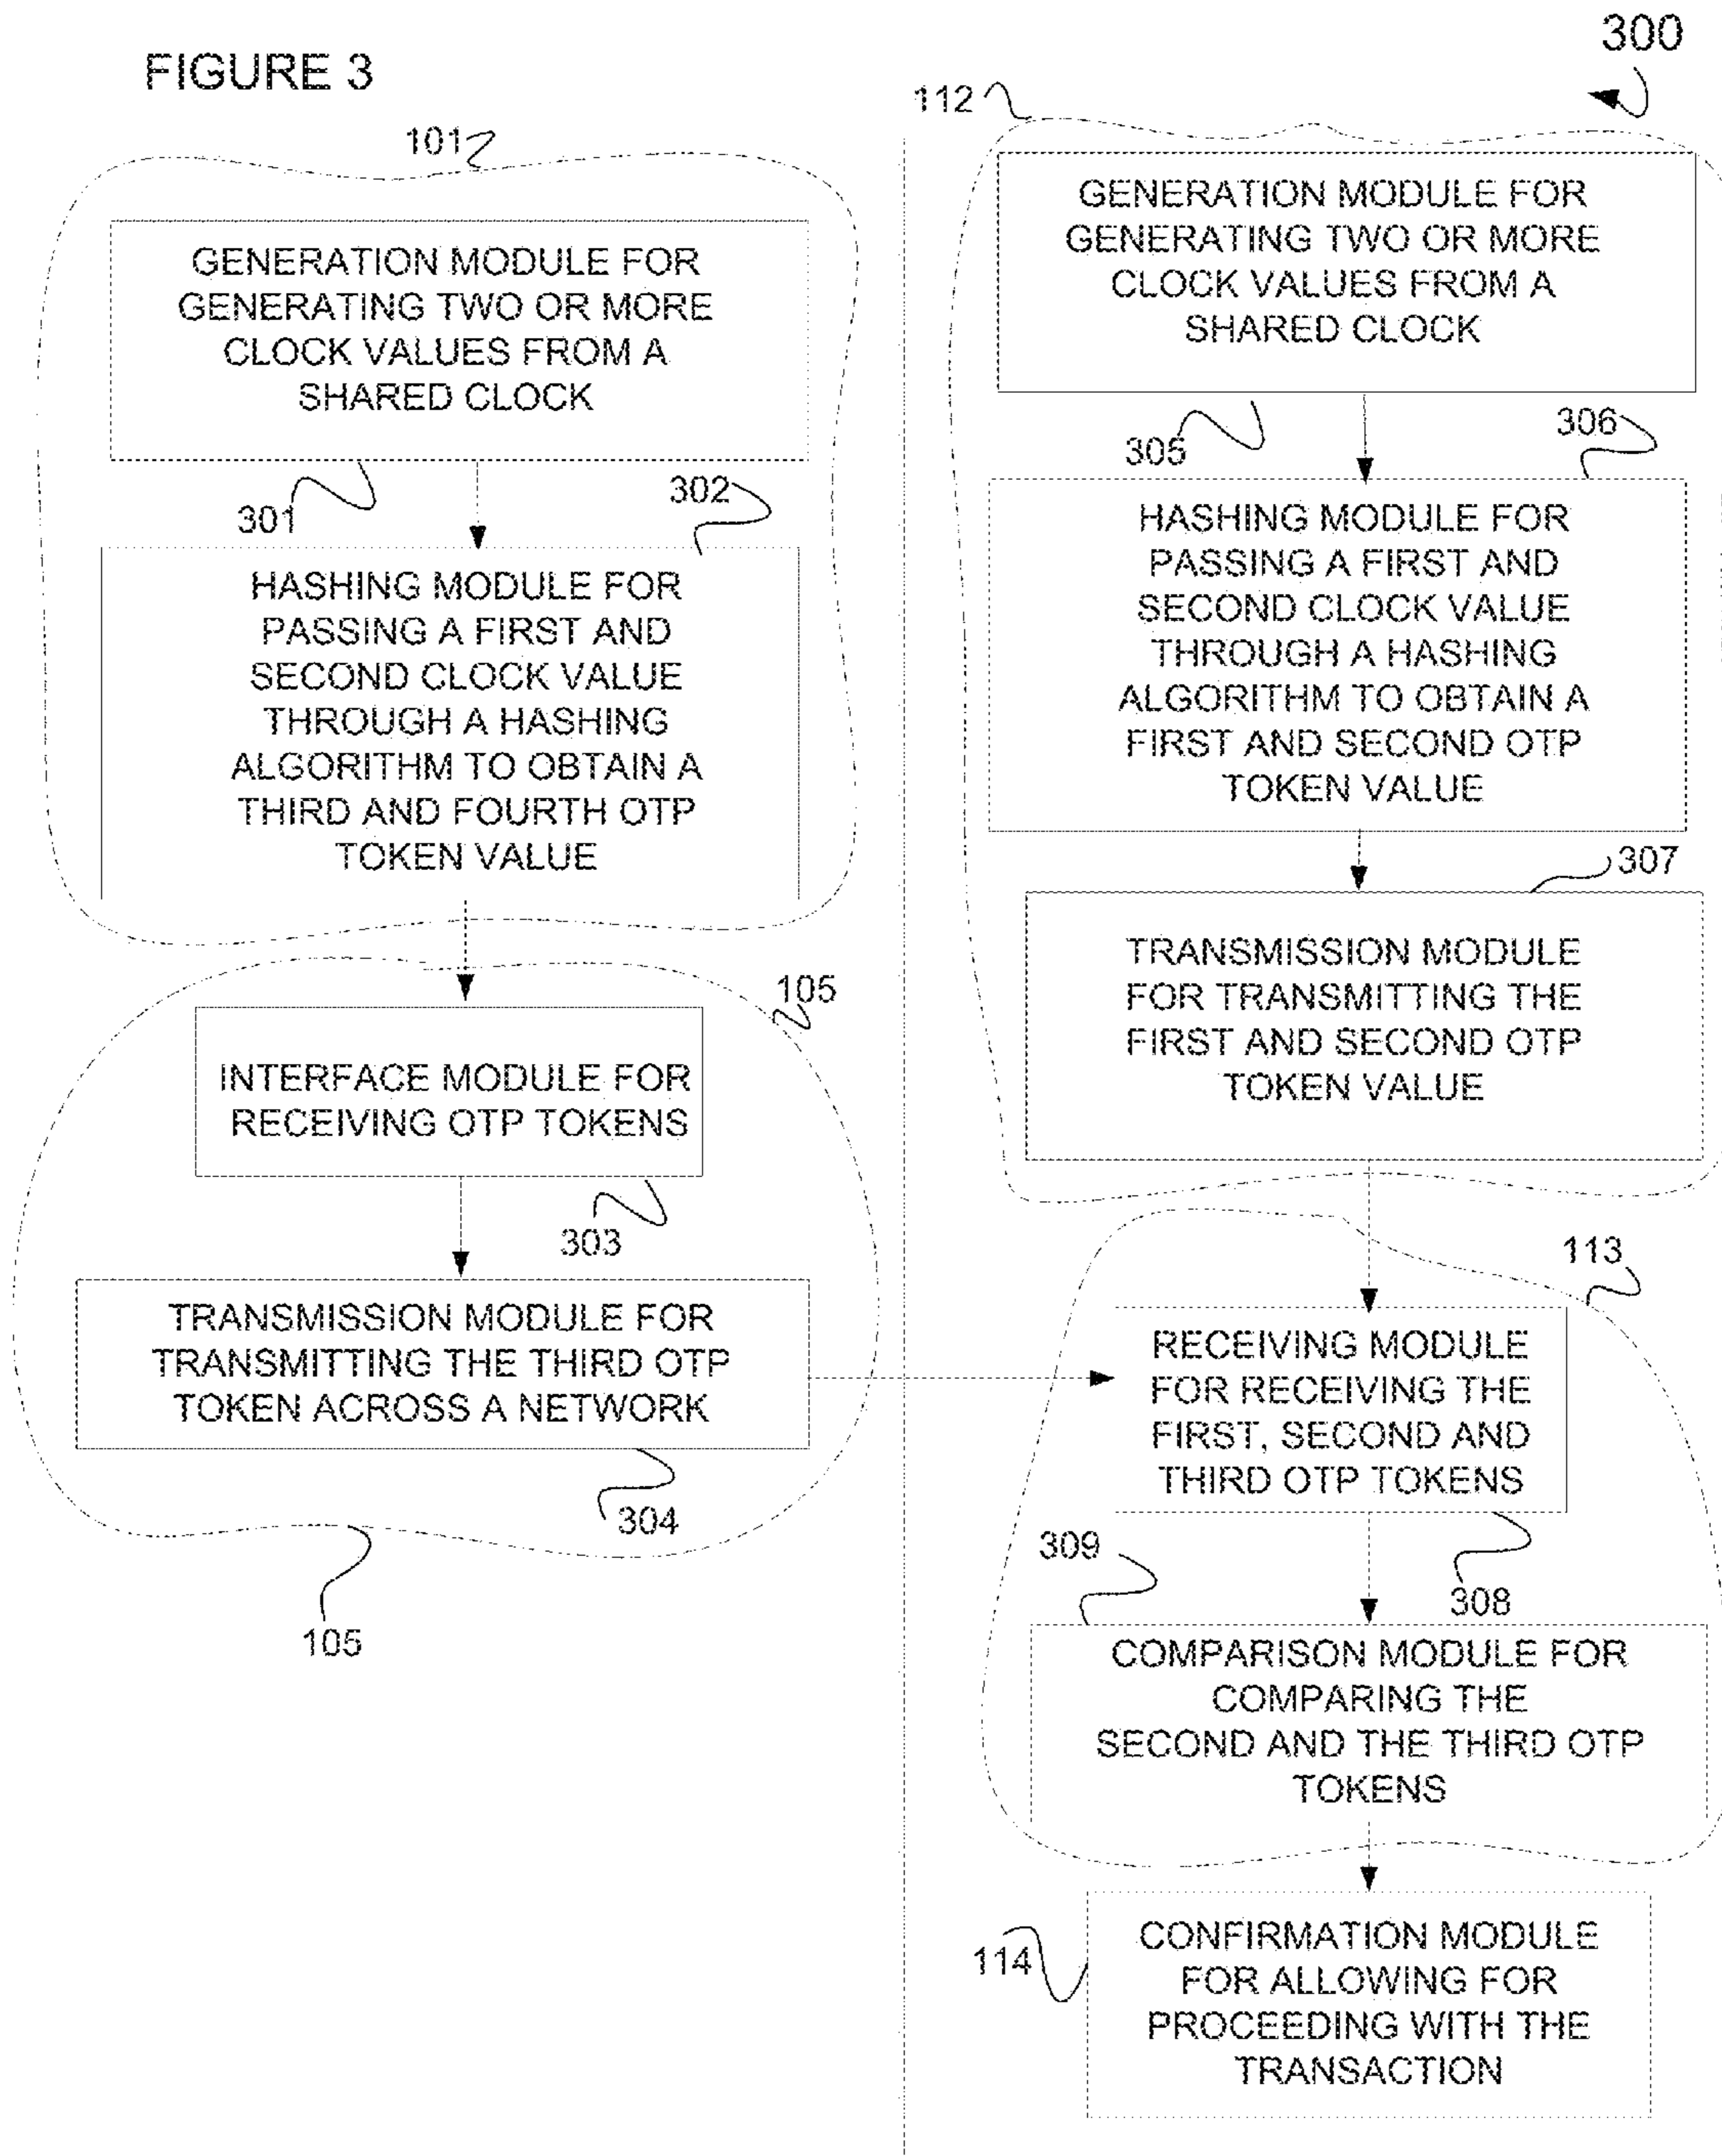 FIGURE 3
300
101
GENERATION MODULE FOR
GENERATING TWO OR MORE
CLOCK VALUES FROM A
SHARED CLOCK
301
302
HASHING MODULE FOR
PASSING A FIRST AND
SECOND CLOCK VALUE
THROUGH A HASHING
ALGORITHM TO OBTAIN A
THIRD AND FOURTH OTP
TOKEN VALUE
105
INTERFACE MODULE FOR
RECEIVING OTP TOKENS
303
TRANSMISSION MODULE FOR
TRANSMITTING THE THIRD OTP
TOKEN ACROSS A NETWORK
304
105
112
GENERATION MODULE FOR
GENERATING TWO OR MORE
CLOCK VALUES FROM A
SHARED CLOCK
305
306
HASHING MODULE FOR
PASSING A FIRST AND
SECOND CLOCK VALUE
THROUGH A HASHING
ALGORITHM TO OBTAIN A
FIRST AND SECOND OTP
TOKEN VALUE
307
TRANSMISSION MODULE
FOR TRANSMITTING THE
FIRST AND SECOND OTP
TOKEN VALUE
113
RECEIVING MODULE
FOR RECEIVING THE
FIRST, SECOND AND
THIRD OTP TOKENS
309
308
COMPARISON MODULE FOR
COMPARING THE
SECOND AND THE THIRD OTP
TOKENS
114
CONFIRMATION MODULE
FOR ALLOWING FOR
PROCEEDING WITH THE
TRANSACTION